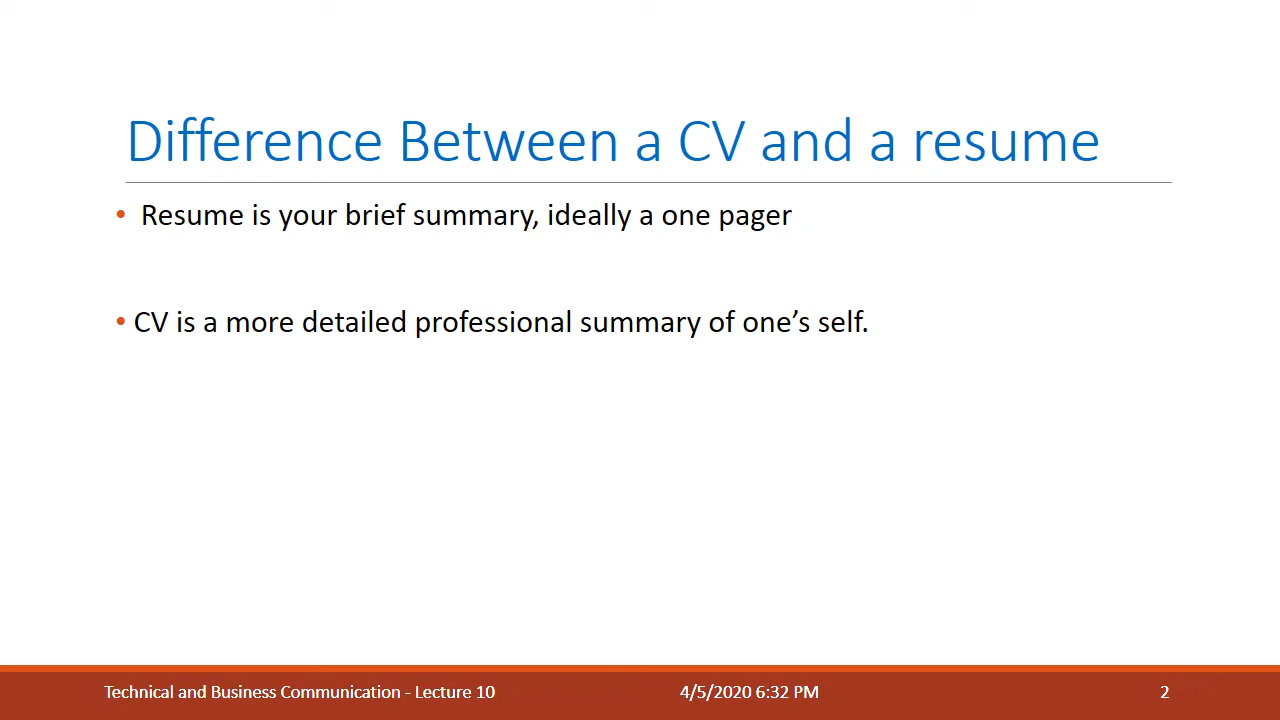 Difference Between a CV and a resume
• Resume is your brief summary, ideally a one pager
• CV is a more detailed professional summary of one’s self.
Technical and Business Communication - Lecture 10 4/5/2020 6:32 PM 2